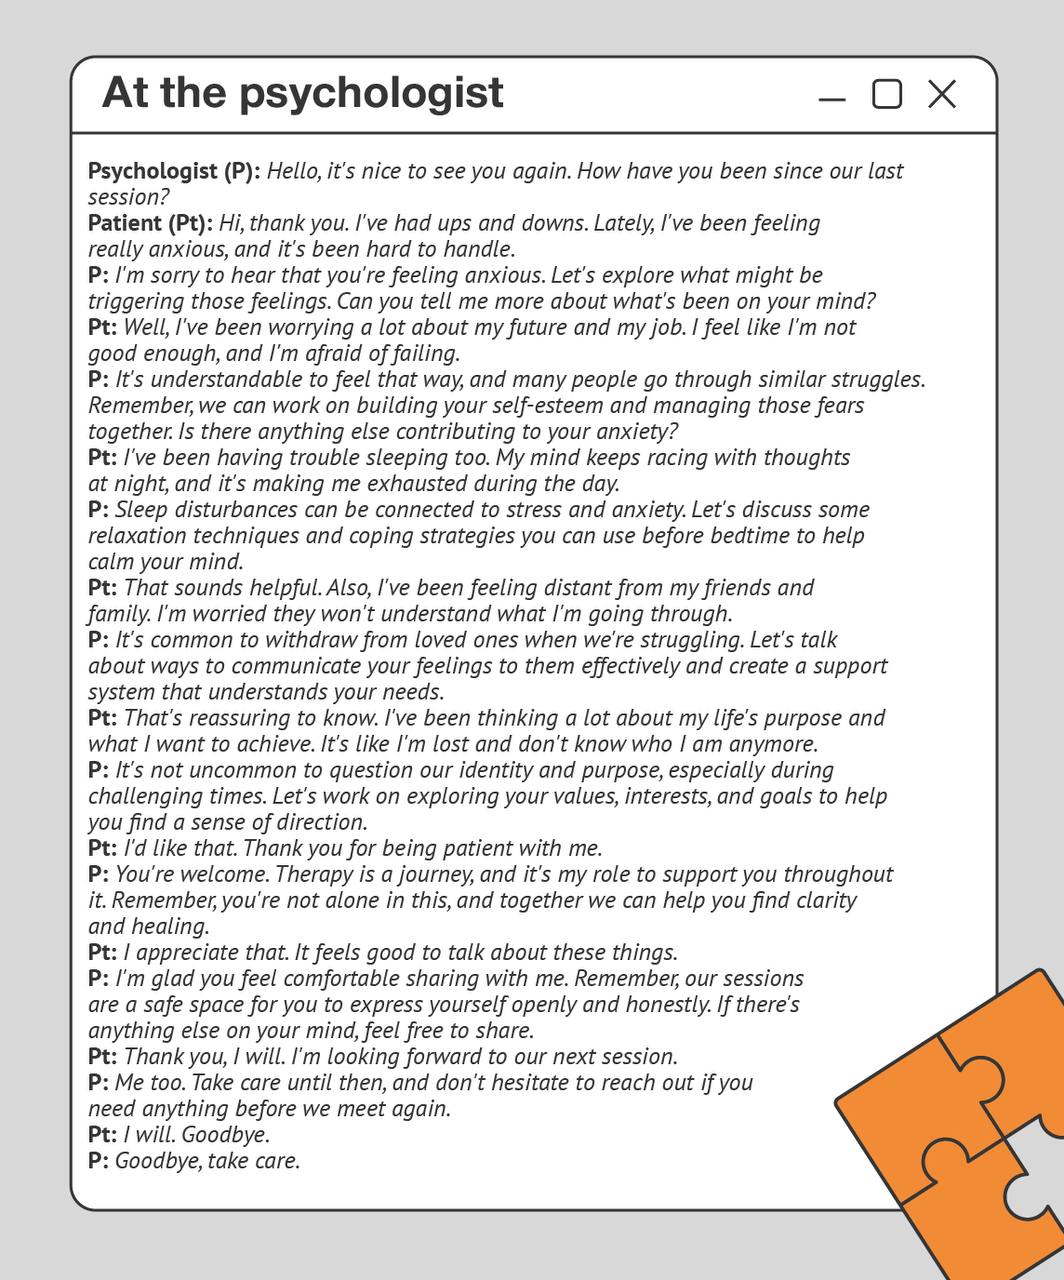 At the psychologist
Psychologist (P): Hello, it's nice to see you again. How have you been since our last
session?
Patient (Pt): Hi, thank you. I've had ups and downs. Lately, I've been feeling
really anxious, and it's been hard to handle.
P: I'm sorry to hear that you're feeling anxious. Let's explore what might be
triggering those feelings. Can you tell me more about what's been on your mind?
Pt: Well, I've been worrying a lot about my future and my job. I feel like I'm not
good enough, and I'm afraid of failing.
P: It's understandable to feel that way, and many people go through similar struggles.
Remember, we can work on building your self-esteem and managing those fears
together. Is there anything else contributing to your anxiety?
Pt: I've been having trouble sleeping too. My mind keeps racing with thoughts
at night, and it's making me exhausted during the day.
P: Sleep disturbances can be connected to stress and anxiety. Let's discuss some
relaxation techniques and coping strategies you can use before bedtime to help
calm your mind.
Pt: That sounds helpful. Also, I've been feeling distant from my friends and
family. I'm worried they won't understand what I'm going through.
P: It's common to withdraw from loved ones when we're struggling. Let's talk
about ways to communicate your feelings to them effectively and create a support
system that understands your needs.
Pt: That's reassuring to know. I've been thinking a lot about my life's purpose and
what I want to achieve. It's like I'm lost and don't know who I am anymore.
P: It's not uncommon to question our identity and purpose, especially during
challenging times. Let's work on exploring your values, interests, and goals to help
you find a sense of direction.
Pt: I'd like that. Thank you for being patient with me.
P: You're welcome. Therapy is a journey, and it's my role to support you throughout
it. Remember, you're not alone in this, and together we can help you find clarity
and healing.
Pt: I appreciate that. It feels good to talk about these things.
P: I'm glad you feel comfortable sharing with me. Remember, our sessions
are a safe space for you to express yourself openly and honestly. If there's
anything else on your mind, feel free to share.
Pt: Thank you, I will. I'm looking forward to our next session.
P: Me too. Take care until then, and don't hesitate to reach out if you
need anything before we meet again.
Pt: I will. Goodbye.
P: Goodbye, take care.